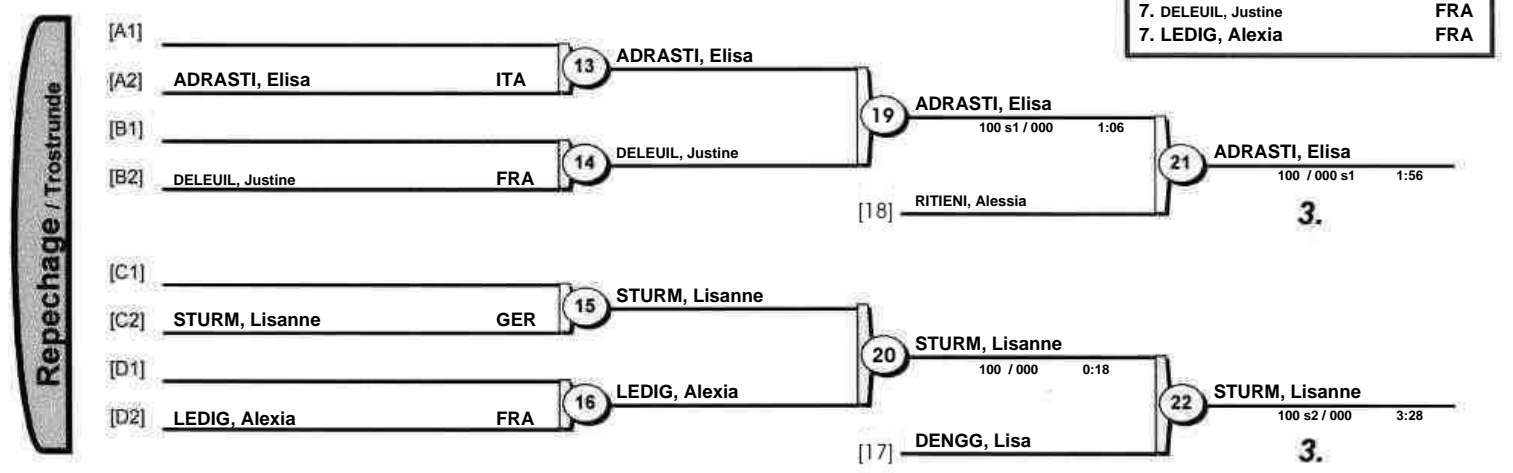 7. DELEUIL, Justine FRA
7. LEDIG, Alexia FRA
Repechage / Trostrunde
[A1]
[A2] ADRASTI, Elisa ITA
13 ADRASTI, Elisa
[B1]
[B2] DELEUIL, Justine FRA
14 DELEUIL, Justine
19 ADRASTI, Elisa
100 s1 / 000 1:06
[18] RITIENI, Alessia
21 ADRASTI, Elisa
100 / 000 s1 1:56
3.
[C1]
[C2] STURM, Lisanne GER
15 STURM, Lisanne
[D1]
[D2] LEDIG, Alexia FRA
16 LEDIG, Alexia
20 STURM, Lisanne
100 / 000 0:18
[17] DENGG, Lisa
22 STURM, Lisanne
100 s2 / 000 3:28
3.